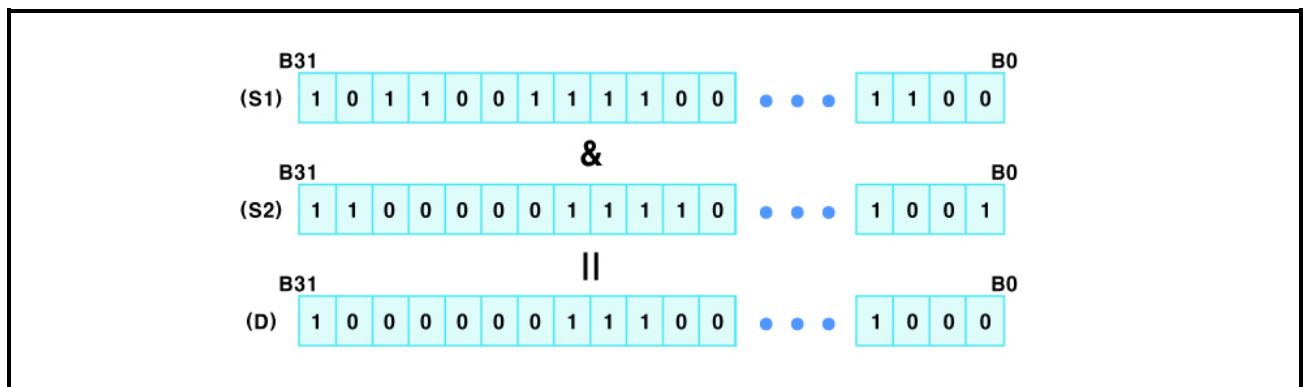 B31 B0
(S1) 1 0 1 1 0 0 1 1 1 1 0 0 ● ● ● 1 1 0 0
&
B31 B0
(S2) 1 1 0 0 0 0 0 1 1 1 1 0 ● ● ● 1 0 0 1
||
B31 B0
(D) 1 0 0 0 0 0 0 1 1 1 0 0 ● ● ● 1 0 0 0